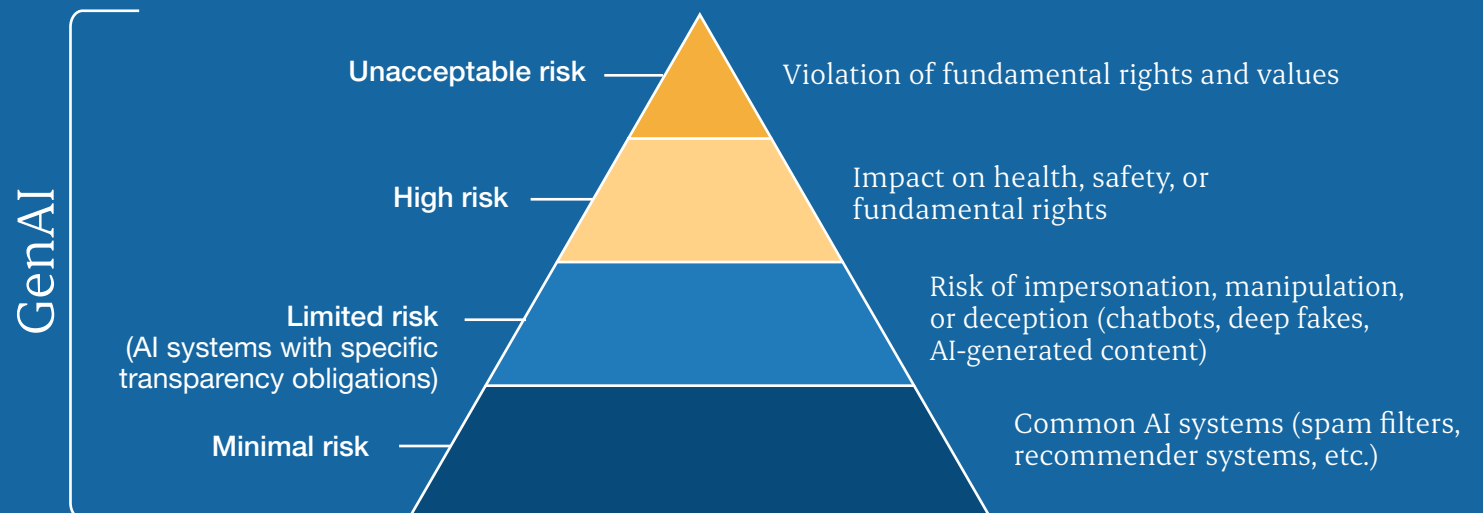 GenAI
Unacceptable risk
Violation of fundamental rights and values
High risk
Impact on health, safety, or
fundamental rights
Limited risk
(AI systems with specific
transparency obligations)
Risk of impersonation, manipulation,
or deception (chatbots, deep fakes,
AI-generated content)
Minimal risk
Common AI systems (spam filters,
recommender systems, etc.)